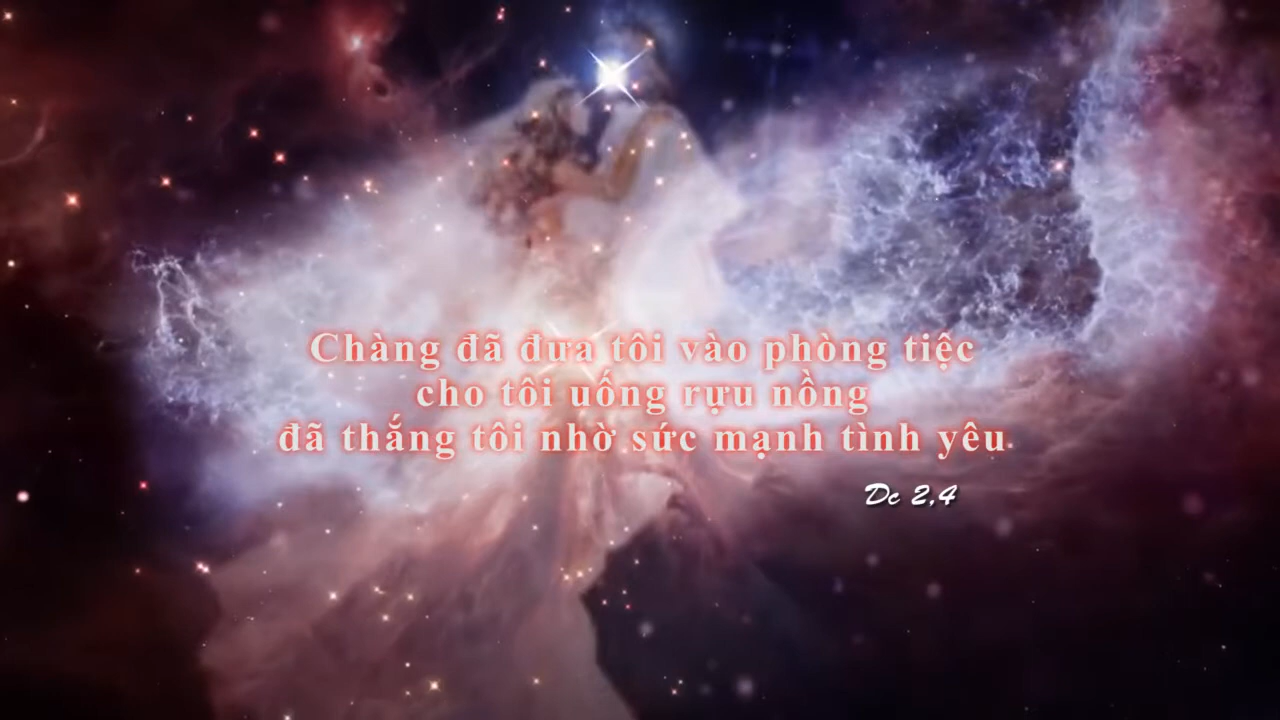 Chàng đã đưa tôi vào phòng tiệc
cho tôi uống rựu nồng
đã thắng tôi nhờ sức mạnh tình yêu
Dc 2,4